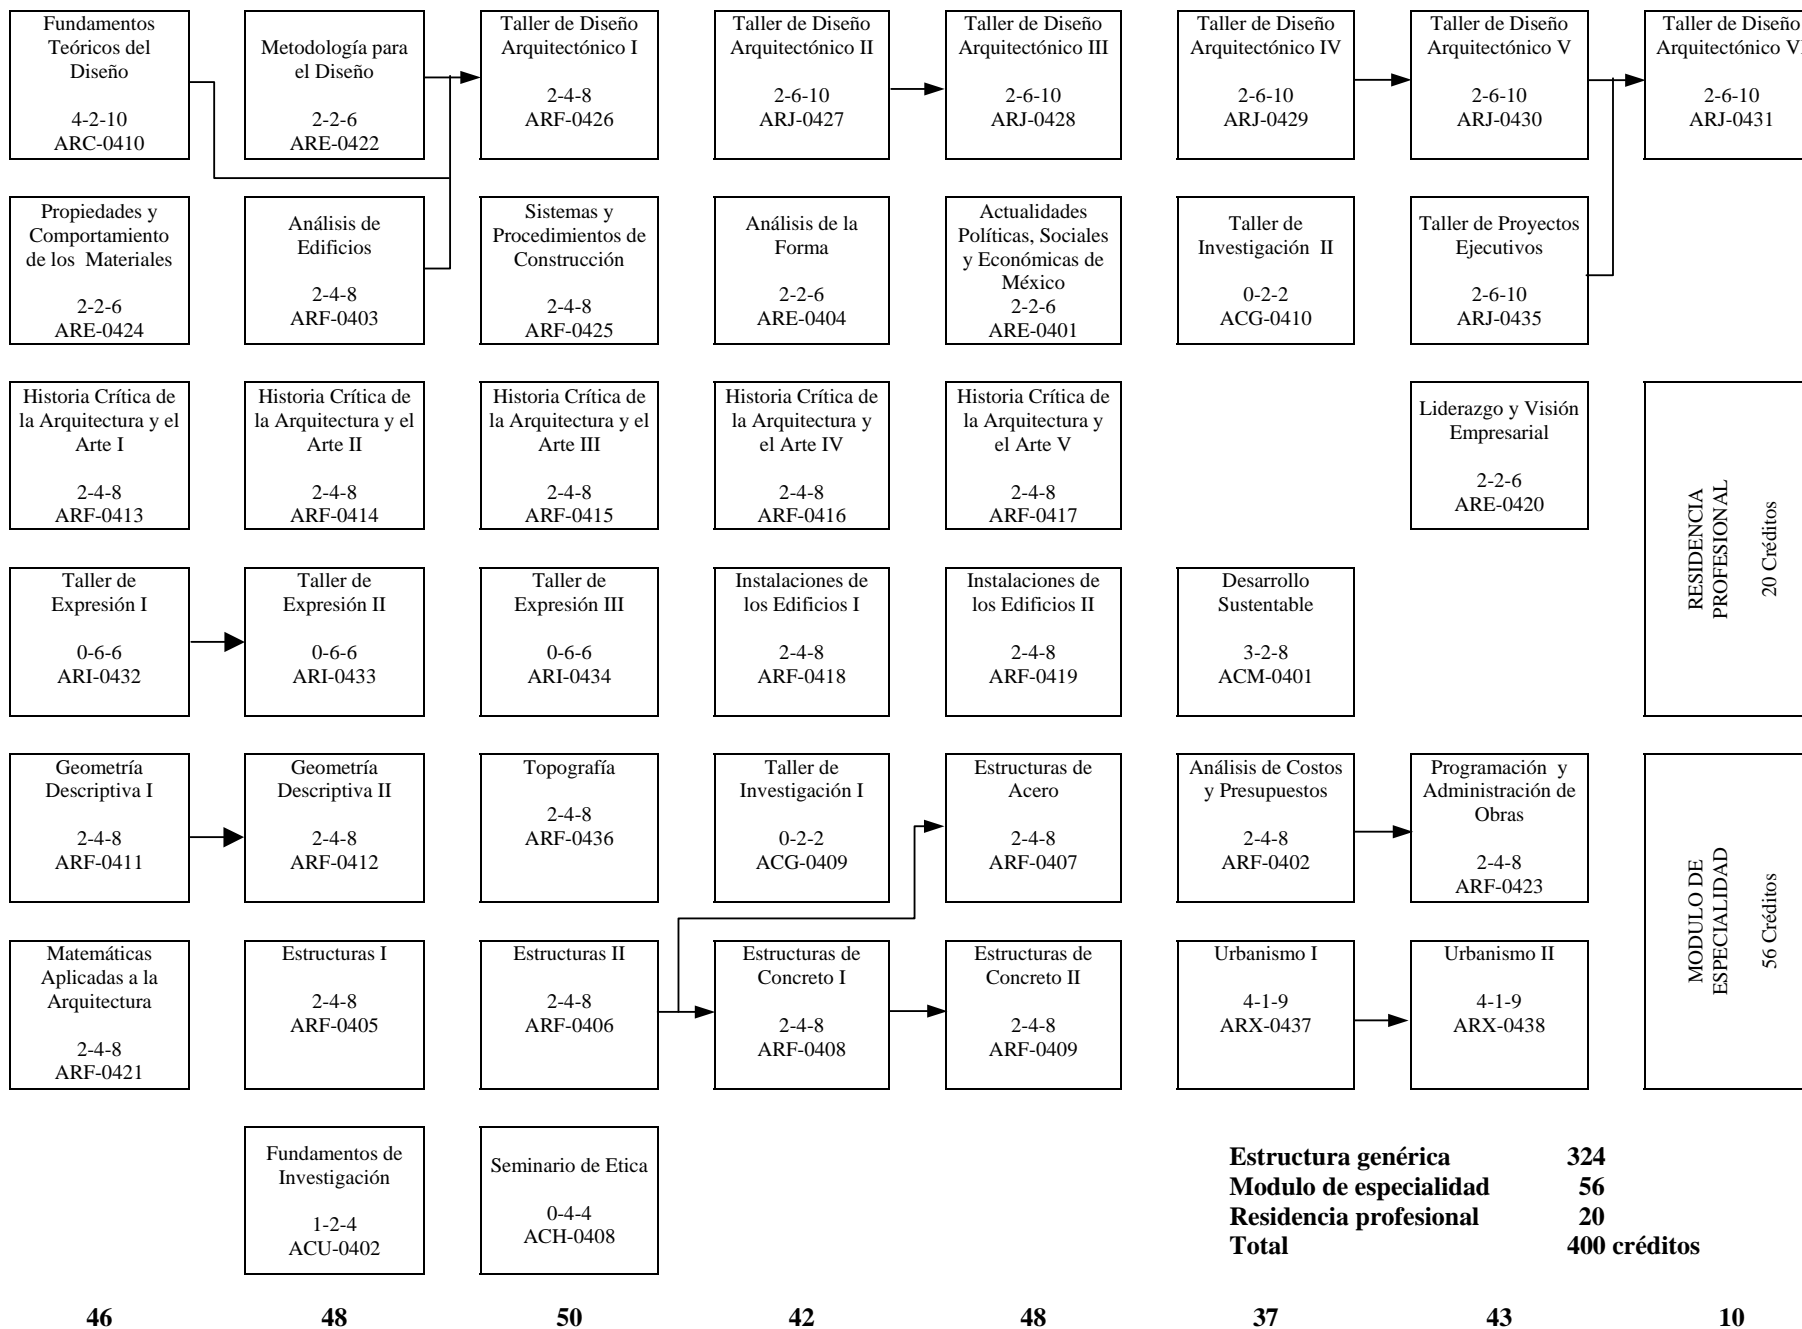 Fundamentos
Teóricos del
Diseño
4-2-10
ARC-0410
Metodología para
el Diseño
2-2-6
ARE-0422
Taller de Diseño
Arquitectónico I
2-4-8
ARF-0426
Taller de Diseño
Arquitectónico II
2-6-10
ARJ-0427
Taller de Diseño
Arquitectónico III
2-6-10
ARJ-0428
Taller de Diseño
Arquitectónico IV
2-6-10
ARJ-0429
Taller de Diseño
Arquitectónico V
2-6-10
ARJ-0430
Taller de Diseño
Arquitectónico VI
2-6-10
ARJ-0431
Propiedades y
Comportamiento
de los Materiales
2-2-6
ARE-0424
Análisis de
Edificios
2-4-8
ARF-0403
Sistemas y
Procedimientos de
Construcción
2-4-8
ARF-0425
Análisis de la
Forma
2-2-6
ARE-0404
Actualidades
Políticas, Sociales
y Económicas de
México
2-2-6
ARE-0401
Taller de
Investigación II
0-2-2
ACG-0410
Taller de Proyectos
Ejecutivos
2-6-10
ARJ-0435
Historia Crítica de
la Arquitectura y el
Arte I
2-4-8
ARF-0413
Historia Crítica de
la Arquitectura y el
Arte II
2-4-8
ARF-0414
Historia Crítica de
la Arquitectura y el
Arte III
2-4-8
ARF-0415
Historia Crítica de
la Arquitectura y
el Arte IV
2-4-8
ARF-0416
Historia Crítica de
la Arquitectura y
el Arte V
2-4-8
ARF-0417
Liderazgo y Visión
Empresarial
2-2-6
ARE-0420
RESIDENCIA
PROFESIONAL
20 Créditos
Taller de
Expresión I
0-6-6
ARI-0432
Taller de
Expresión II
0-6-6
ARI-0433
Taller de
Expresión III
0-6-6
ARI-0434
Instalaciones de
los Edificios I
2-4-8
ARF-0418
Instalaciones de
los Edificios II
2-4-8
ARF-0419
Desarrollo
Sustentable
3-2-8
ACM-0401
Geometría
Descriptiva I
2-4-8
ARF-0411
Geometría
Descriptiva II
2-4-8
ARF-0412
Topografía
2-4-8
ARF-0436
Taller de
Investigación I
0-2-2
ACG-0409
Estructuras de
Acero
2-4-8
ARF-0407
Análisis de Costos
y Presupuestos
2-4-8
ARF-0402
Programación y
Administración de
Obras
2-4-8
ARF-0423
MODULO DE
ESPECIALIDAD
56 Créditos
Matemáticas
Aplicadas a la
Arquitectura
2-4-8
ARF-0421
Estructuras I
2-4-8
ARF-0405
Estructuras II
2-4-8
ARF-0406
Estructuras de
Concreto I
2-4-8
ARF-0408
Estructuras de
Concreto II
2-4-8
ARF-0409
Urbanismo I
4-1-9
ARX-0437
Urbanismo II
4-1-9
ARX-0438
Fundamentos de
Investigación
1-2-4
ACU-0402
Seminario de Etica
0-4-4
ACH-0408
Estructura genérica 324
Modulo de especialidad 56
Residencia profesional 20
Total 400 créditos
46 48 50 42 48 37 43 10